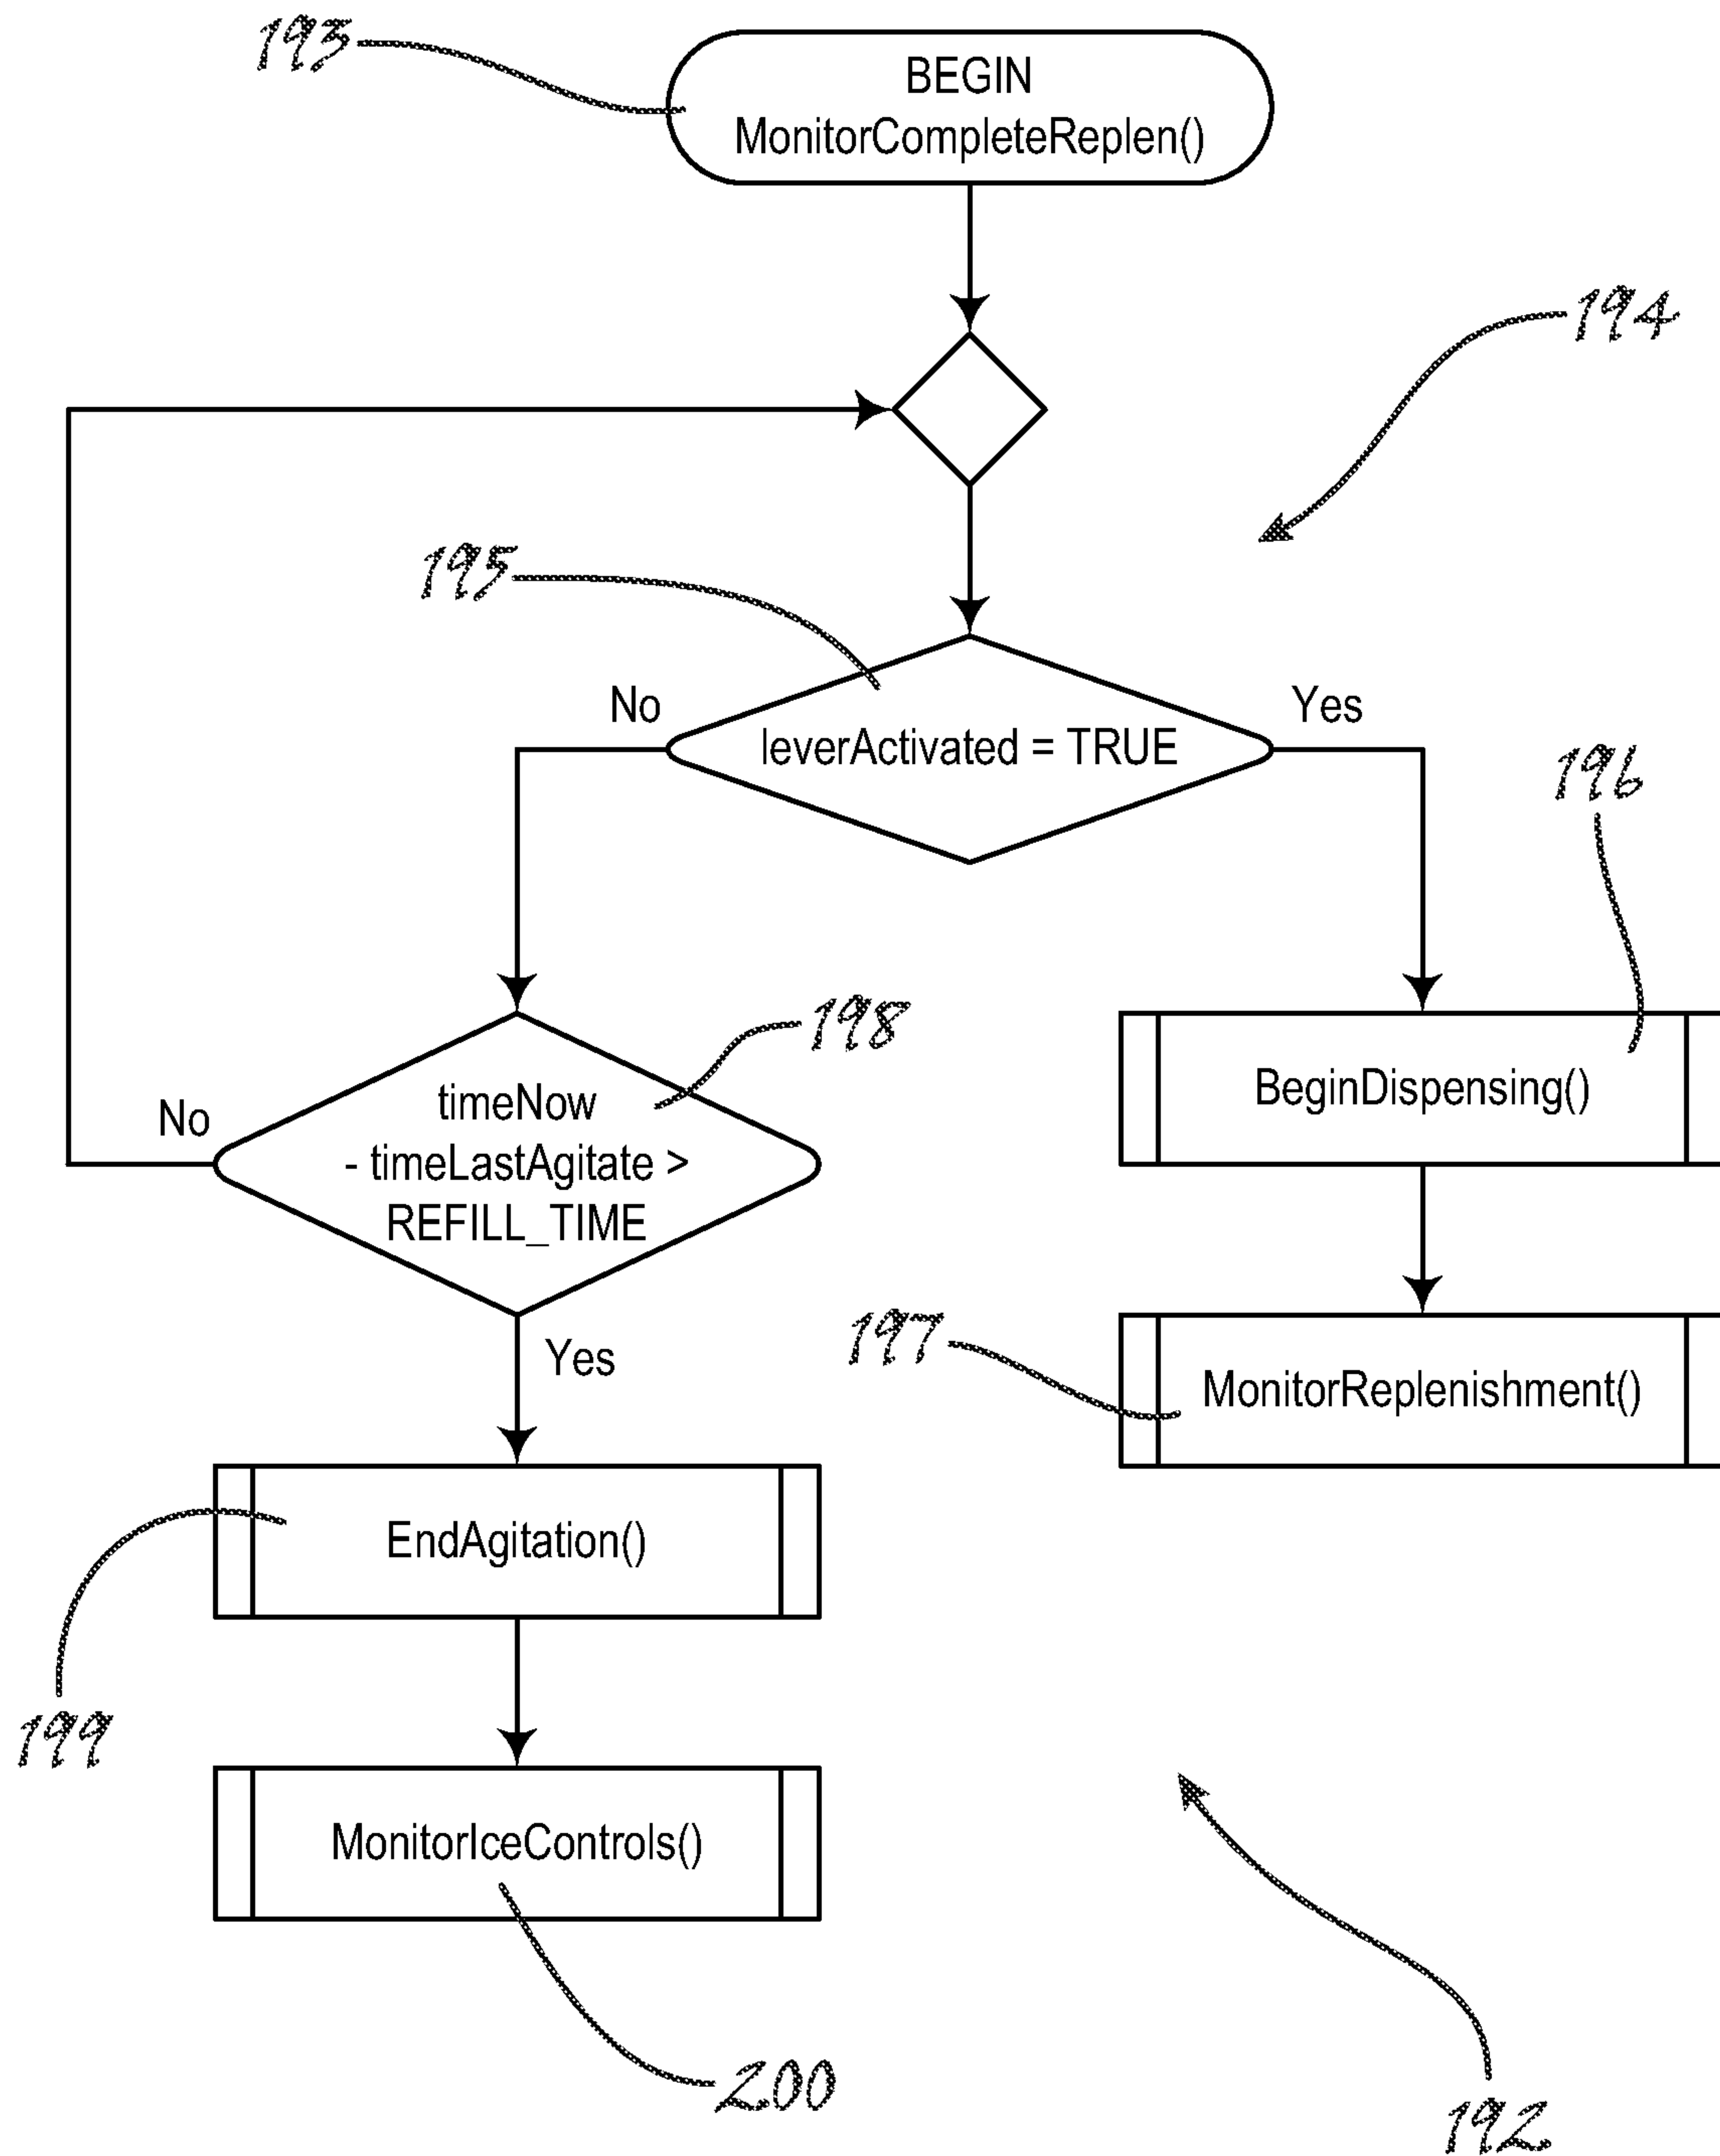 193
BEGIN
MonitorCompleteReplen()
194
195
No
leverActivated = TRUE
Yes
196
198
timeNow
- timeLastAgitate >
REFILL_TIME
No
BeginDispensing()
Yes
197
MonitorReplenishment()
EndAgitation()
199
MonitorIceControls()
200
192